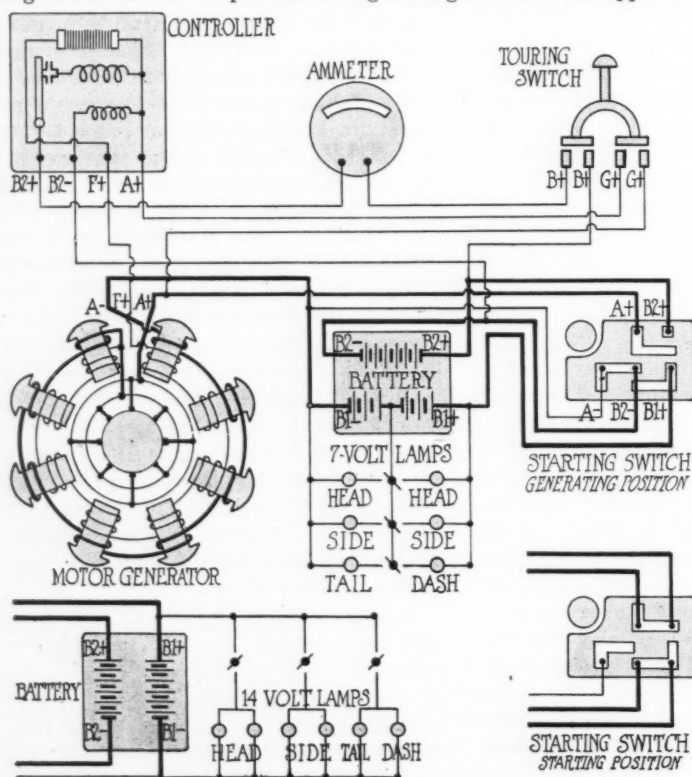 CONTROLLER
AMMETER
TOURING SWITCH
B2+ B2- F+ A+
B+ B+ G+ G+
A- F+ A+
A+ B2+
B2- B2+
BATTERY
B1- B1+
A- B2- B1+
7-VOLT LAMPS
HEAD HEAD
SIDE SIDE
TAIL DASH
STARTING SWITCH
GENERATING POSITION
MOTOR GENERATOR
B2+ B1+
BATTERY
B2- B1-
14 VOLT LAMPS
HEAD SIDE TAIL DASH
STARTING SWITCH
STARTING POSITION